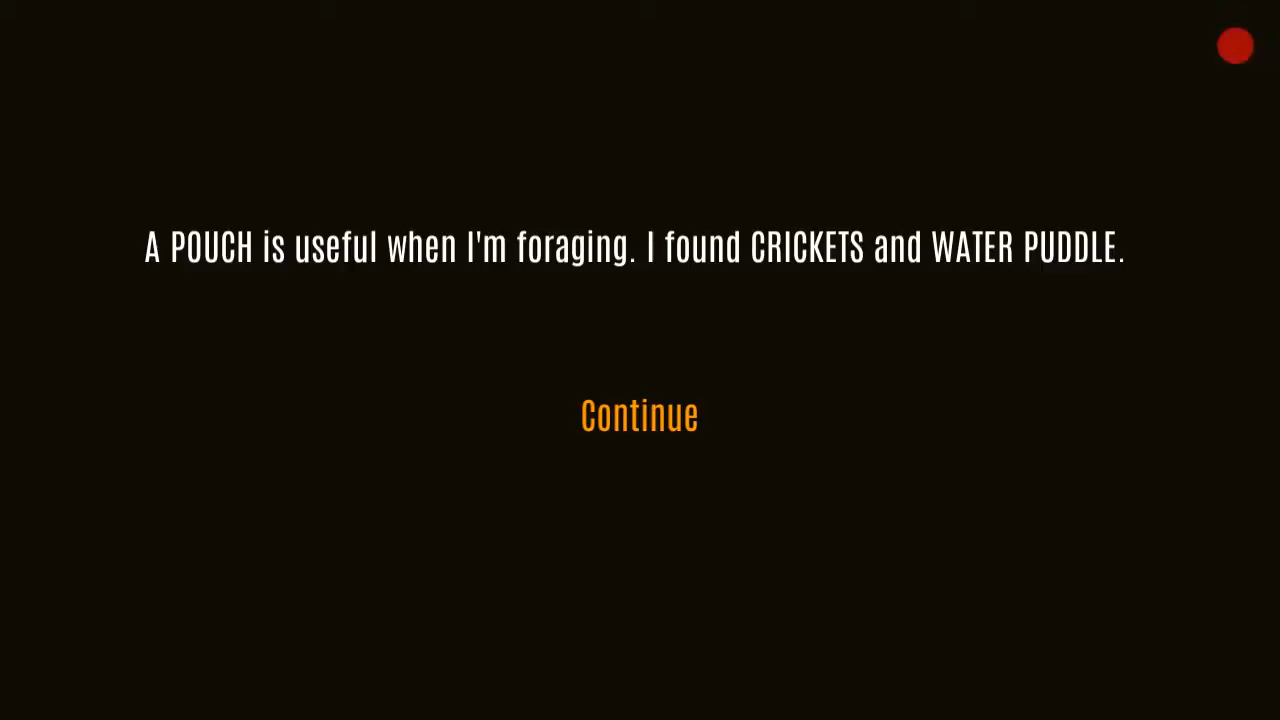 A POUCH is useful when I'm foraging. I found CRICKETS and WATER PUDDLE.
Continue